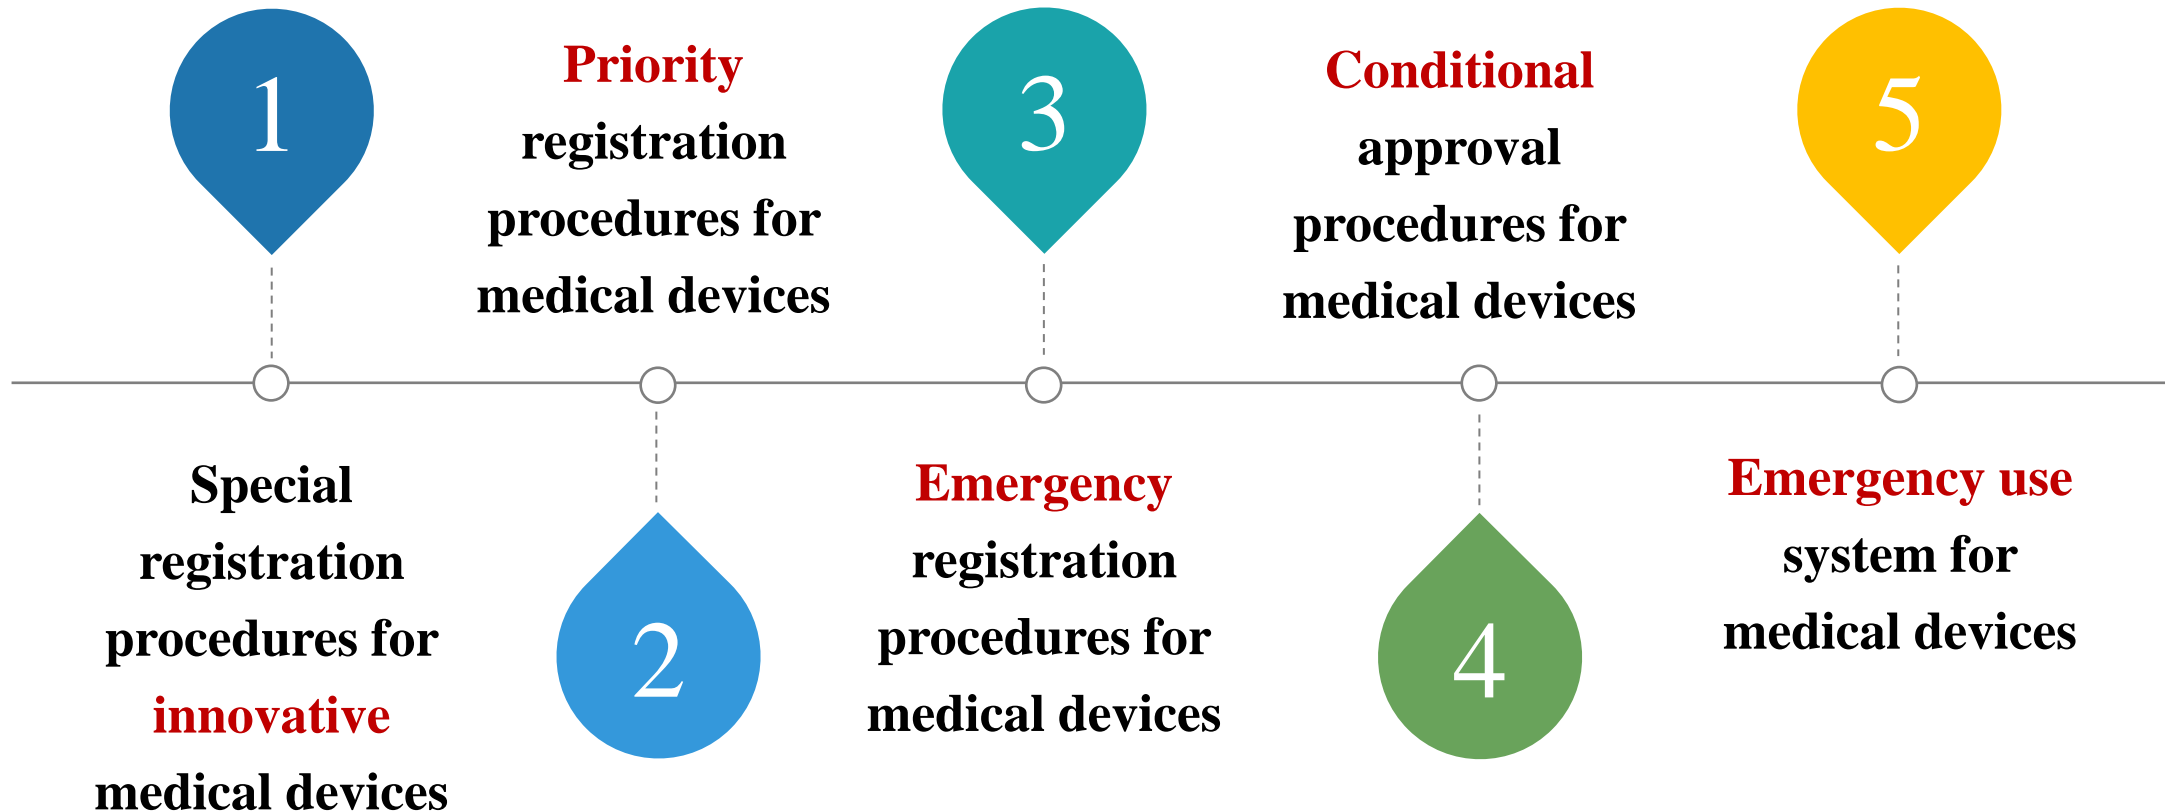 1
Special
registration
procedures for
innovative
medical devices
Priority
registration
procedures for
medical devices
2
3
Emergency
registration
procedures for
medical devices
Conditional
approval
procedures for
medical devices
4
5
Emergency use
system for
medical devices